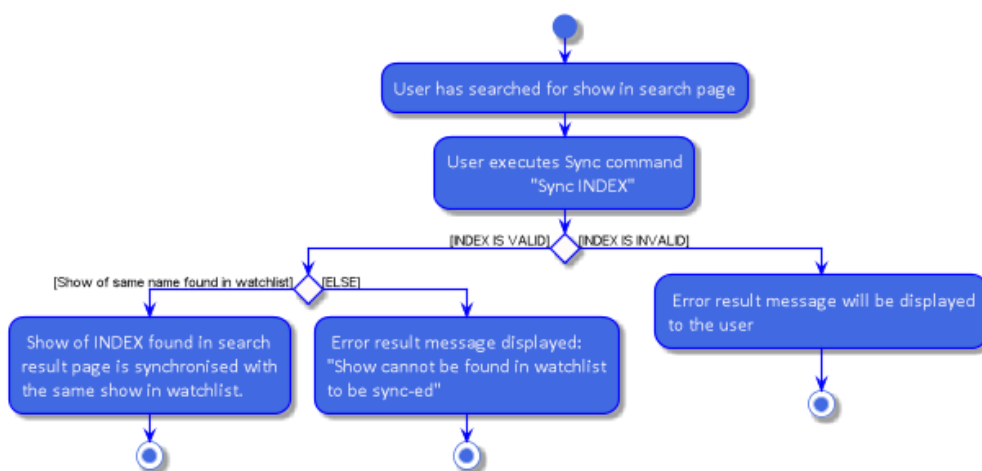 User has searched for show in search page
User executes Sync command
"Sync INDEX"
[INDEX IS VALID]
[INDEX IS INVALID]
[Show of same name found in watchlist]
[ELSE]
Show of INDEX found in search
result page is synchronised with
the same show in watchlist.
Error result message displayed:
"Show cannot be found in watchlist
to be sync-ed"
Error result message will be displayed
to the user